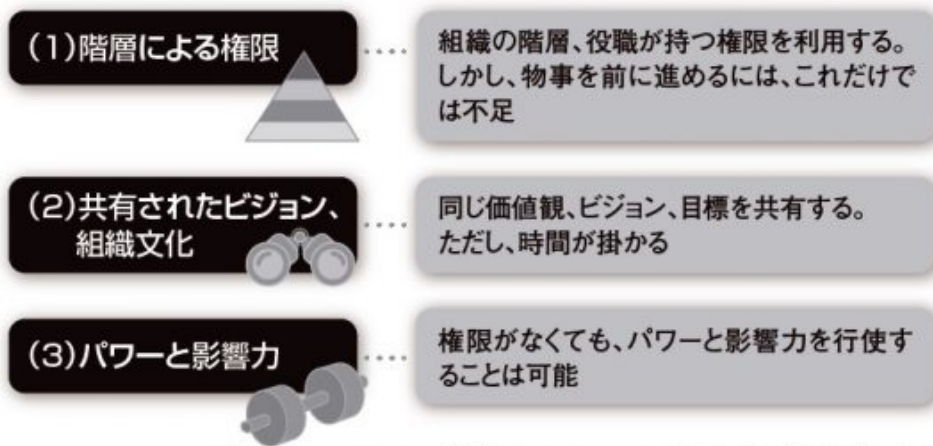 (1)階層による権限
組織の階層、役職が持つ権限を利用する。
しかし、物事を前に進めるには、これだけで
は不足
(2)共有されたビジョン、
組織文化
同じ価値観、ビジョン、目標を共有する。
ただし、時間が掛かる
(3)パワーと影響力
権限がなくても、パワーと影響力を行使す
ることは可能